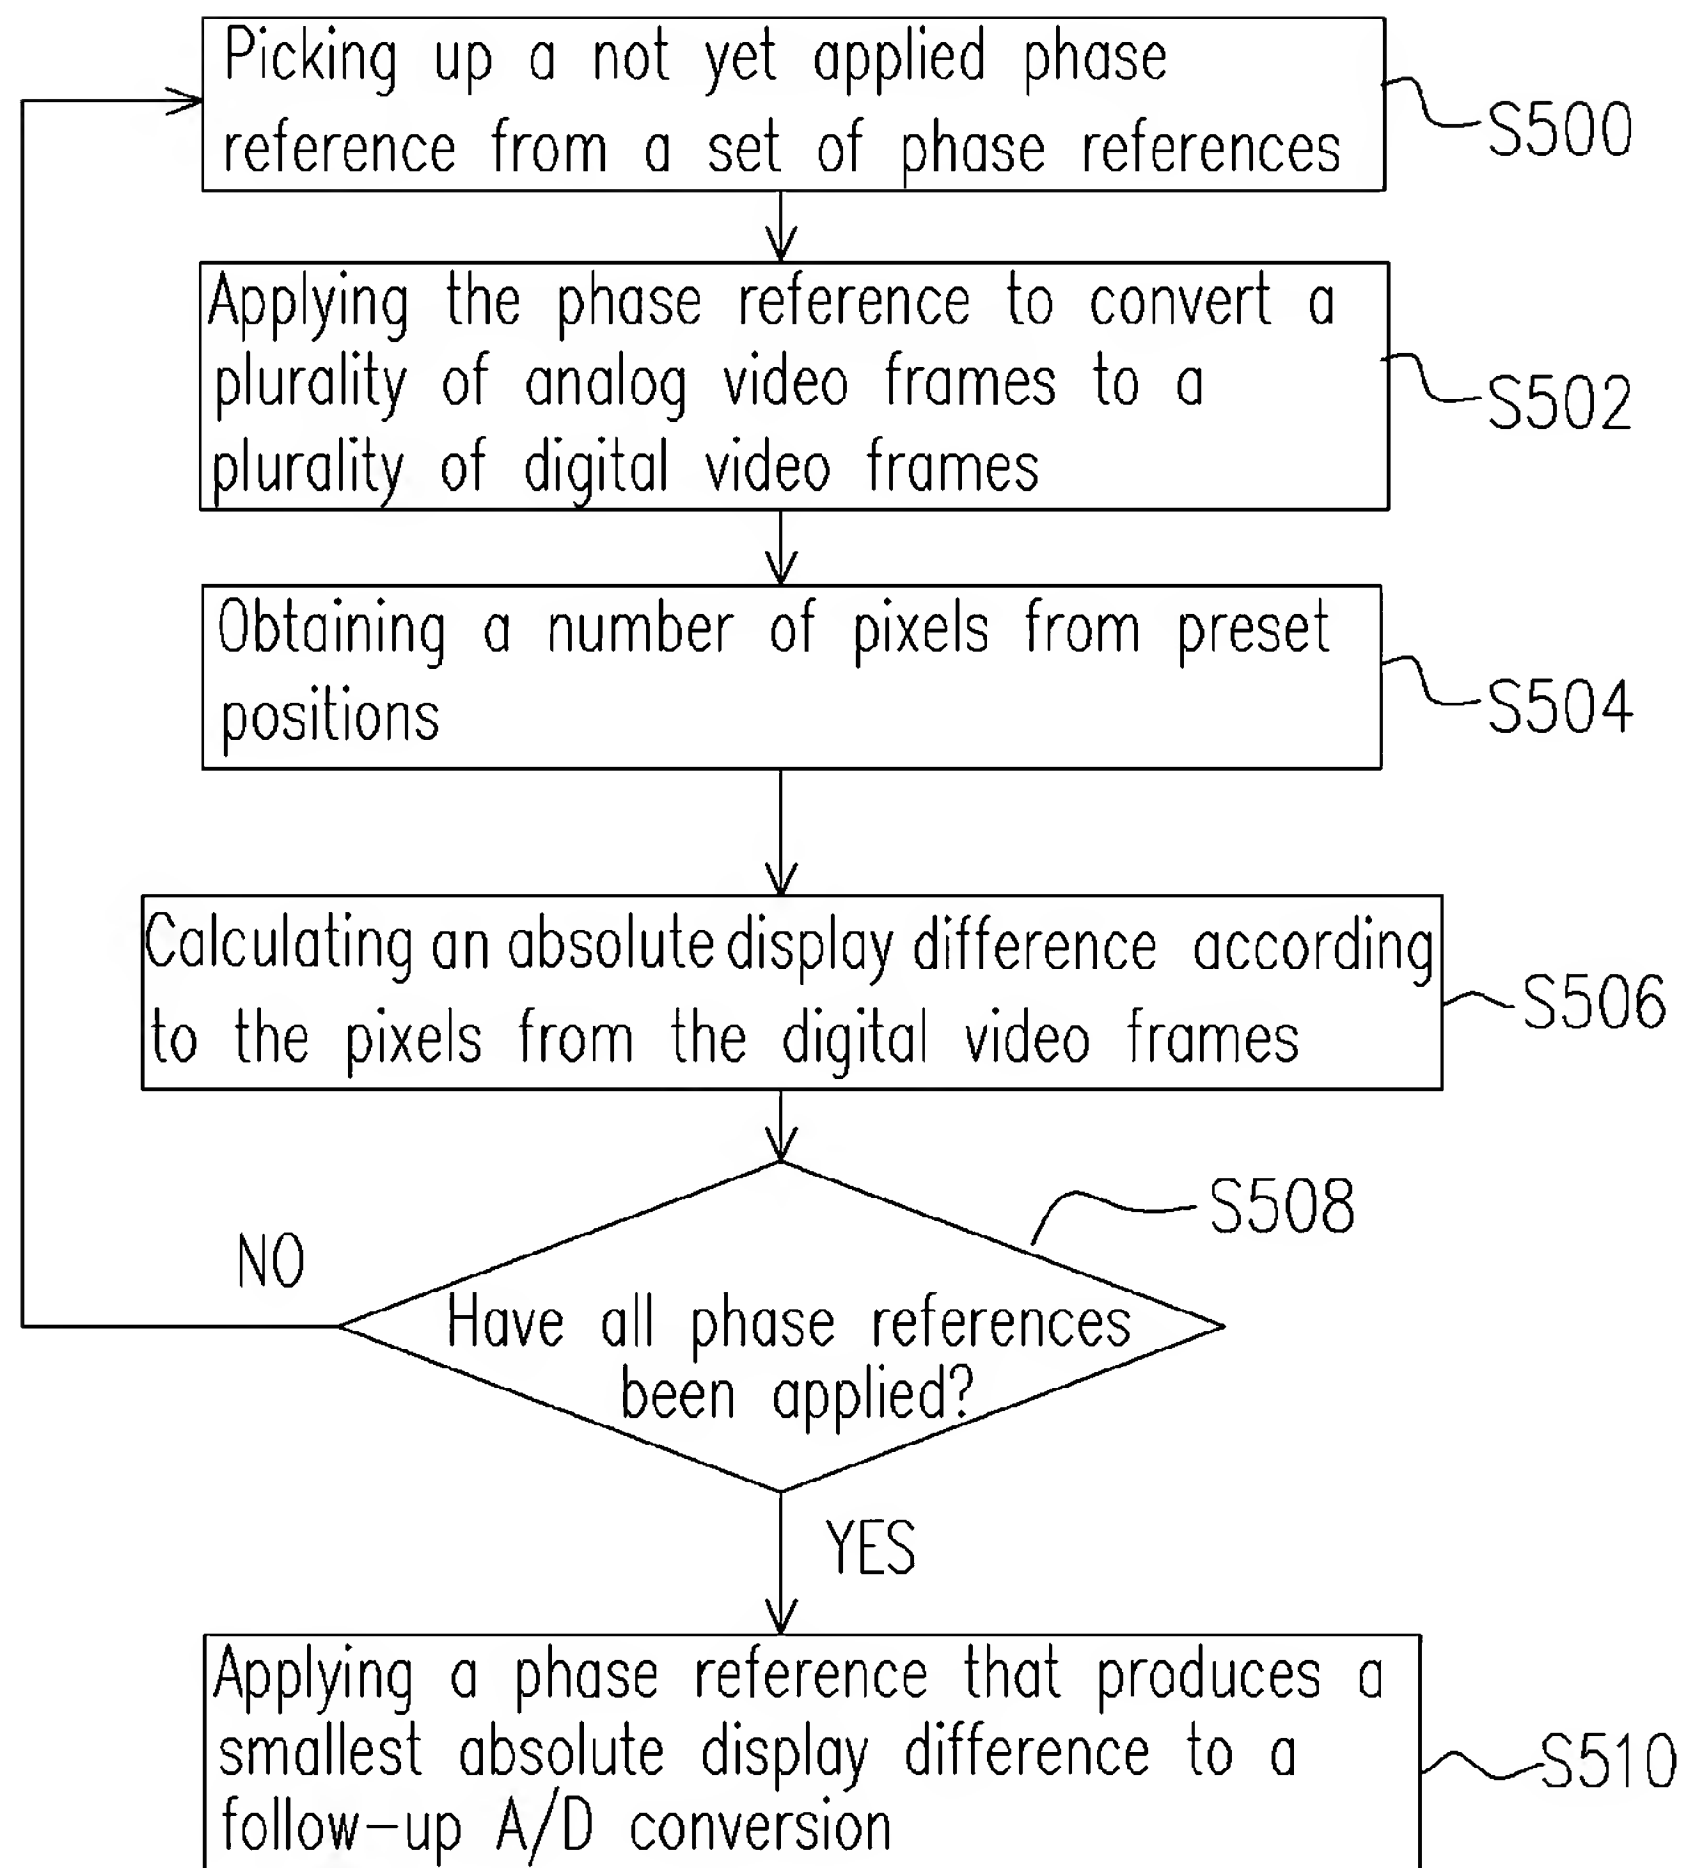 Picking up a not yet applied phase
reference from a set of phase references
S500
Applying the phase reference to convert a
plurality of analog video frames to a
plurality of digital video frames
S502
Obtaining a number of pixels from preset
positions
S504
Calculating an absolute display difference according
to the pixels from the digital video frames
S506
S508
NO
Have all phase references
been applied?
YES
Applying a phase reference that produces a
smallest absolute display difference to a
follow-up A/D conversion
S510